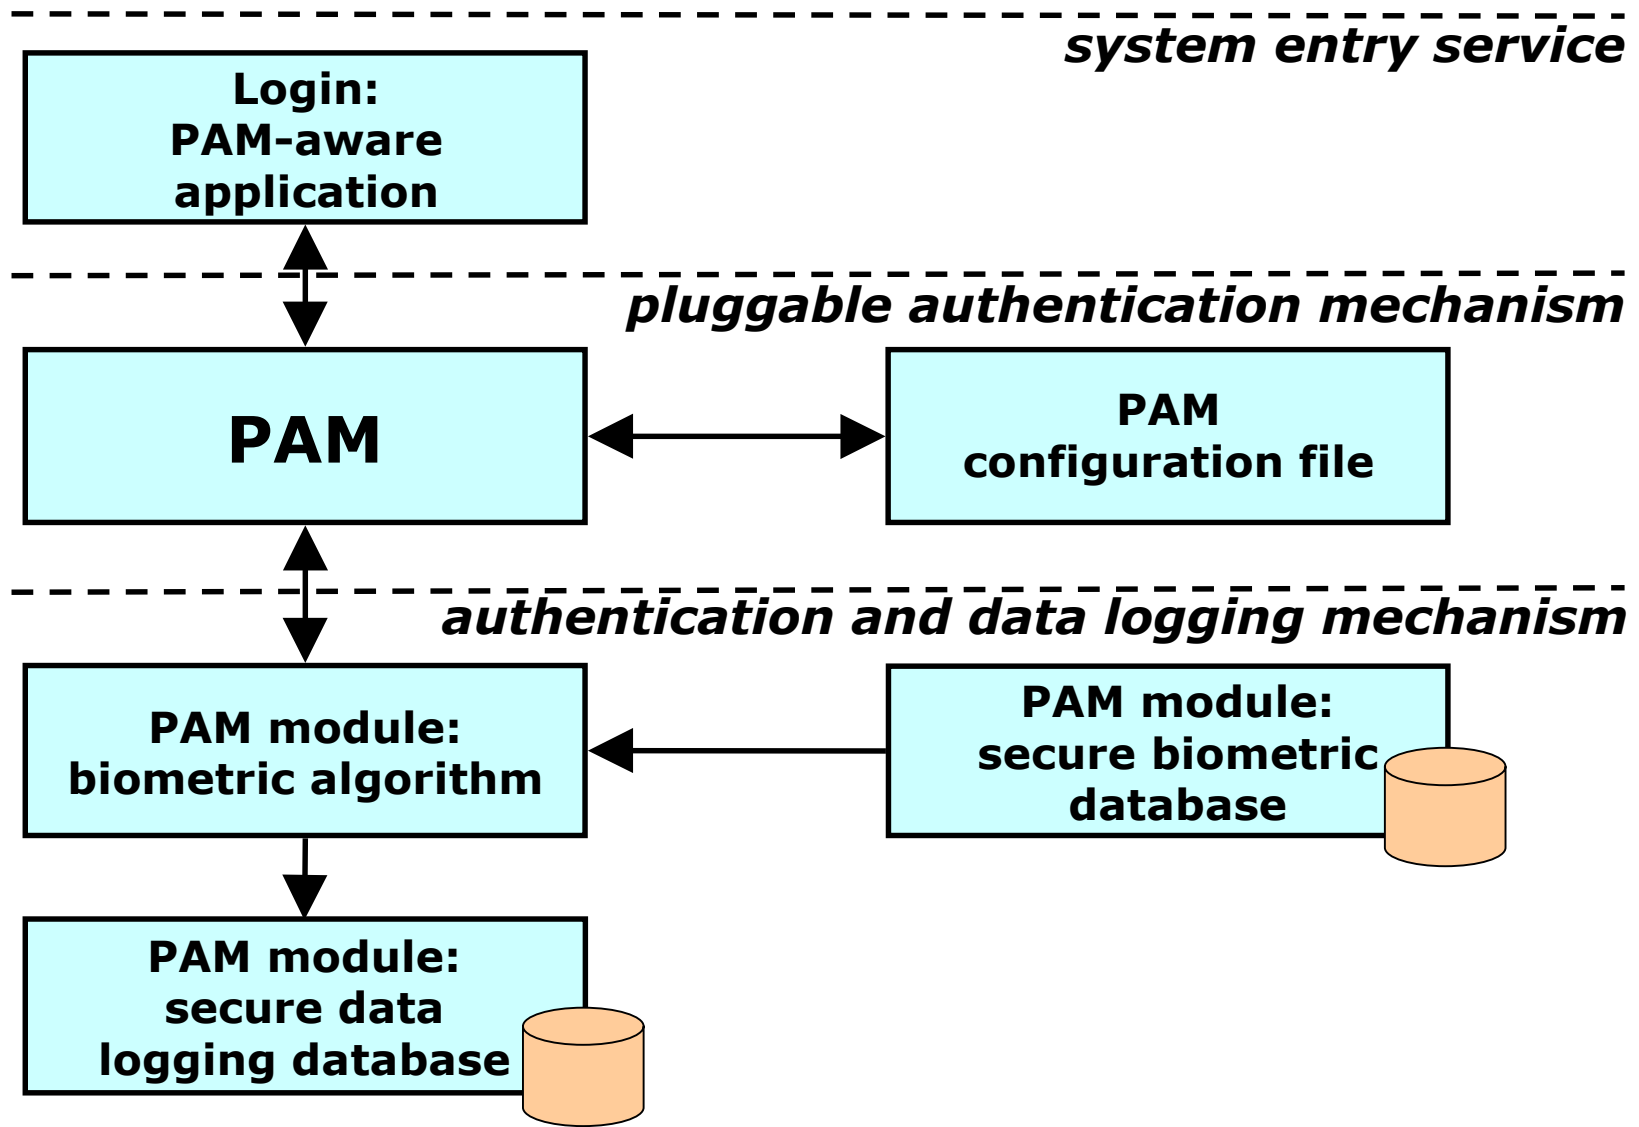 system entry service
Login:
PAM-aware
application
pluggable authentication mechanism
PAM
PAM
configuration file
authentication and data logging mechanism
PAM module:
biometric algorithm
PAM module:
secure biometric
database
PAM module:
secure data
logging database